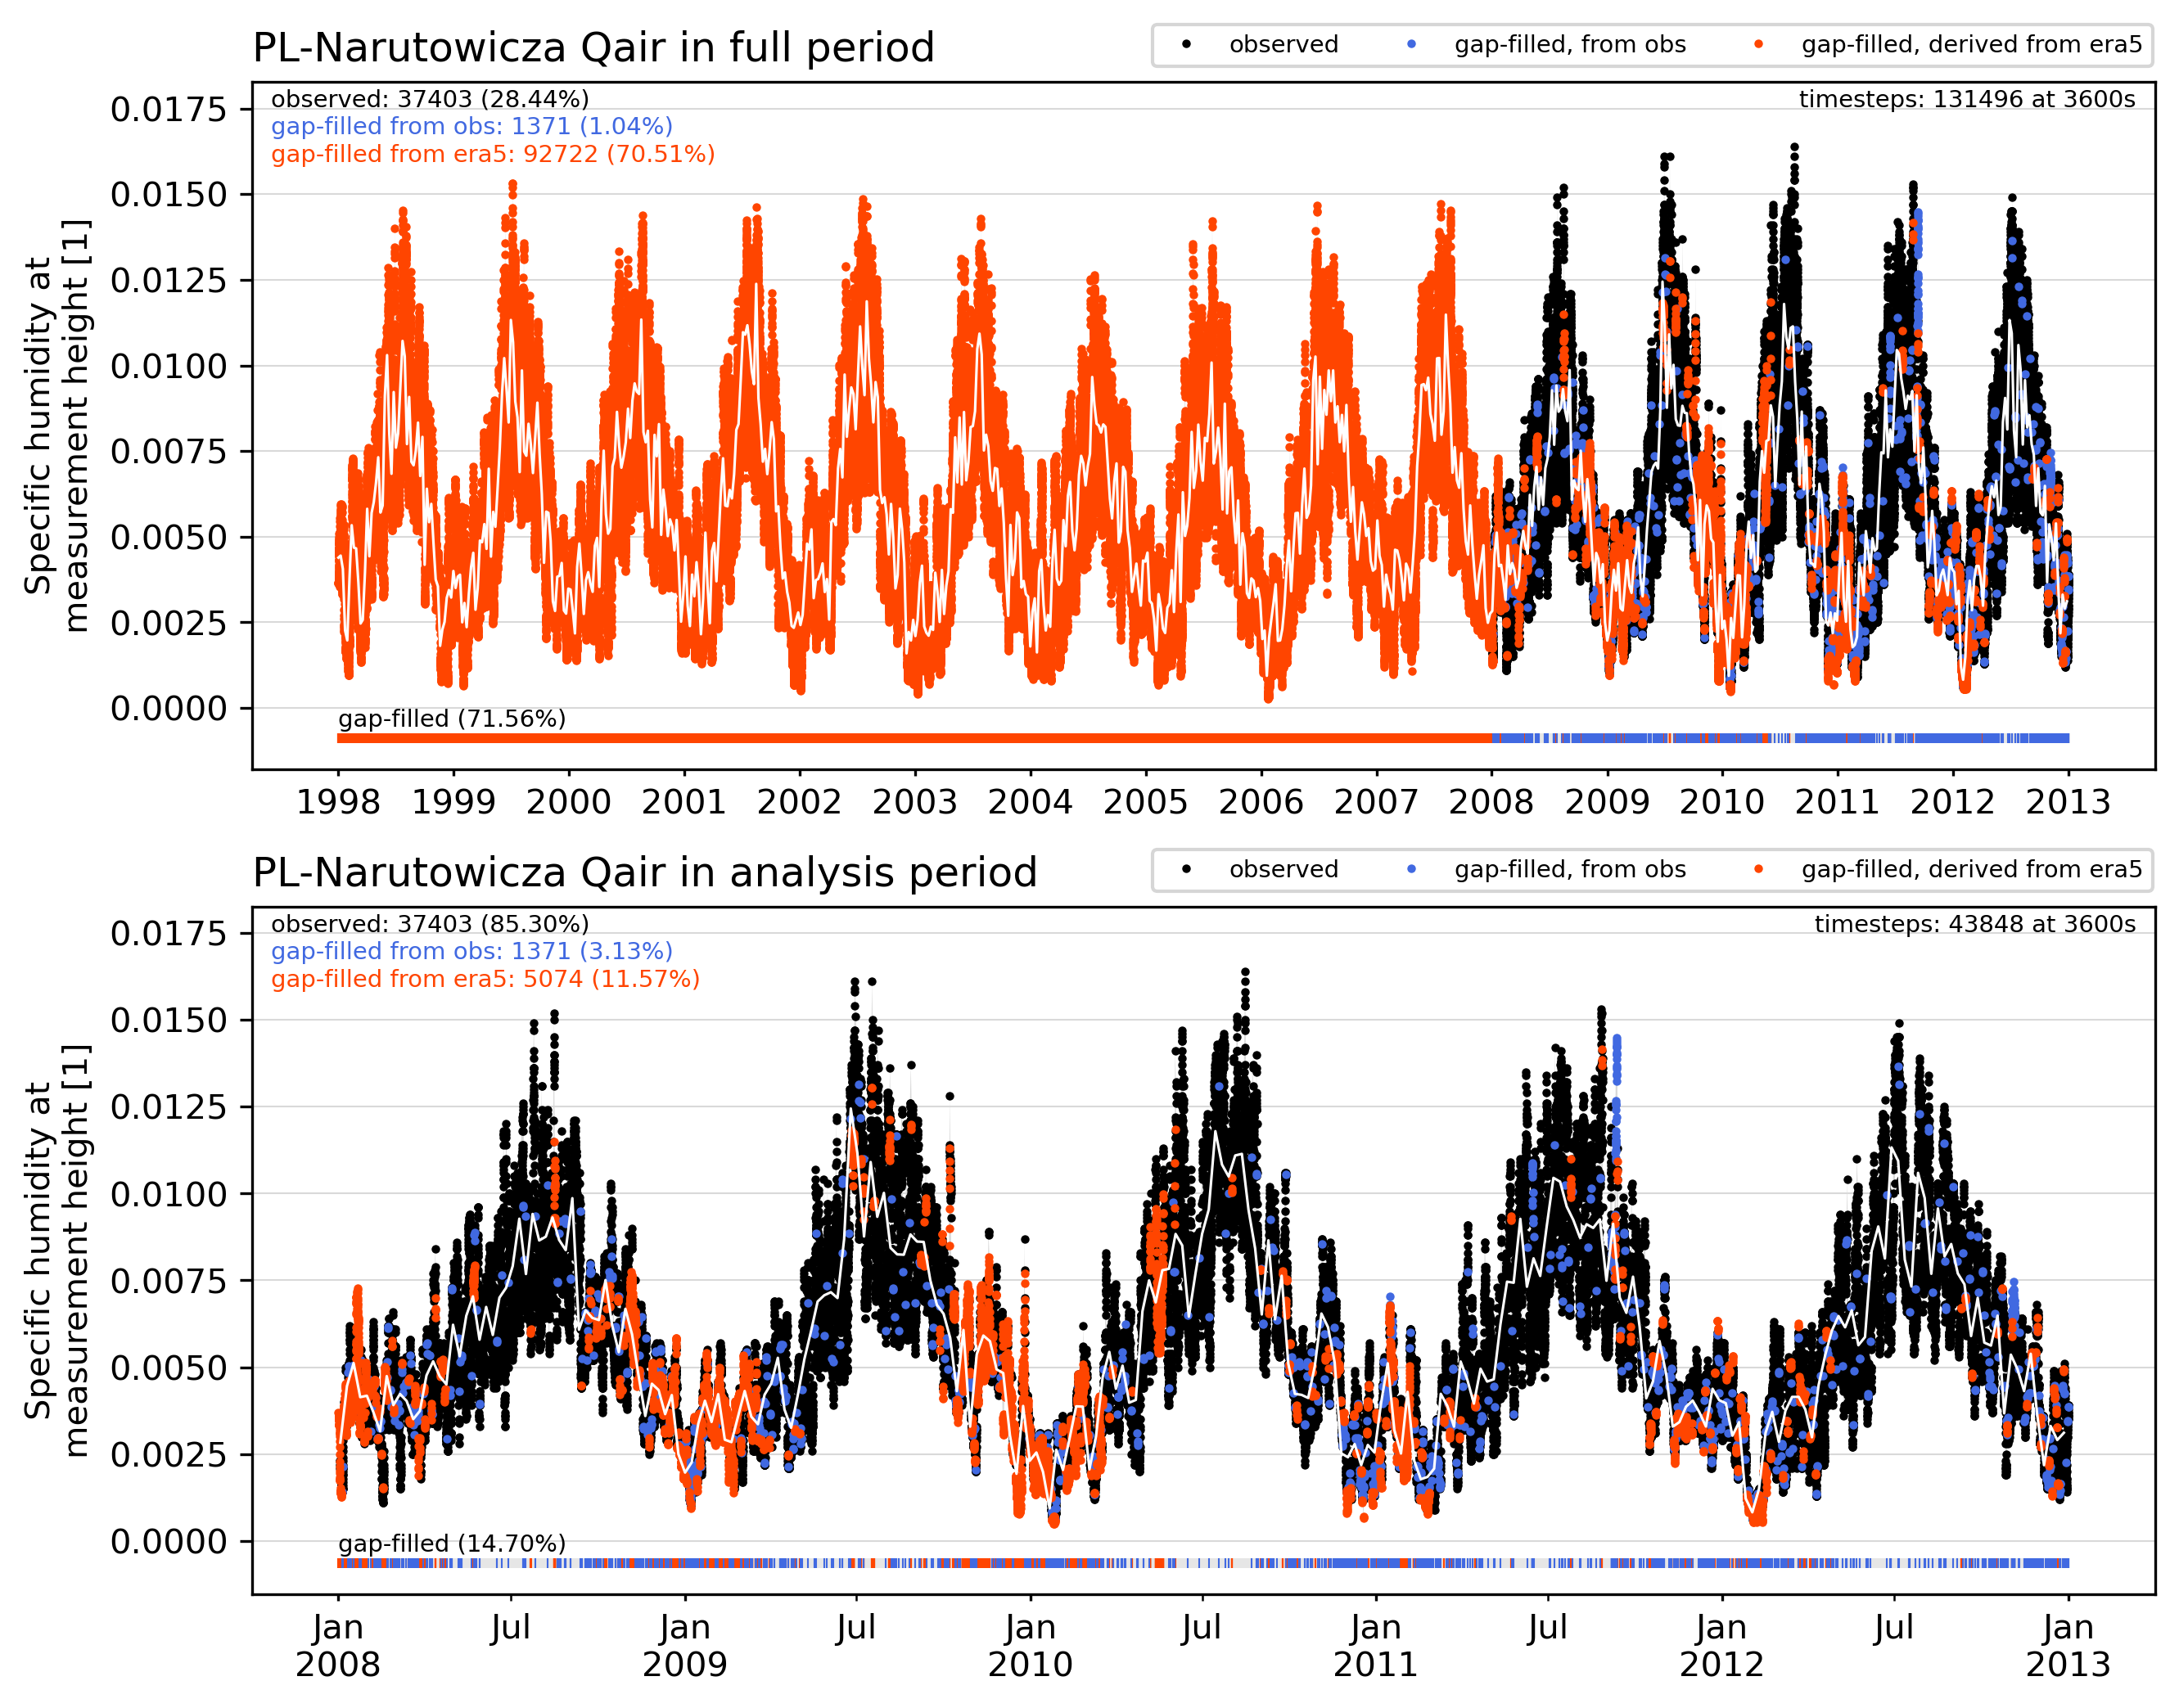 PL-Narutowicza Qair in full period
observed gap-filled, from obs gap-filled, derived from era5
observed: 37403 (28.44%)
gap-filled from obs: 1371 (1.04%)
gap-filled from era5: 92722 (70.51%)
timesteps: 131496 at 3600s
Specific humidity at
measurement height [1]
0.0175
0.0150
0.0125
0.0100
0.0075
0.0050
0.0025
0.0000
gap-filled (71.56%)
1998 1999 2000 2001 2002 2003 2004 2005 2006 2007 2008 2009 2010 2011 2012 2013
PL-Narutowicza Qair in analysis period
observed gap-filled, from obs gap-filled, derived from era5
observed: 37403 (85.30%)
gap-filled from obs: 1371 (3.13%)
gap-filled from era5: 5074 (11.57%)
timesteps: 43848 at 3600s
Specific humidity at
measurement height [1]
0.0175
0.0150
0.0125
0.0100
0.0075
0.0050
0.0025
0.0000
gap-filled (14.70%)
Jan Jul Jan Jul Jan Jul Jan Jul Jan Jul Jan
2008 2009 2010 2011 2012 2013